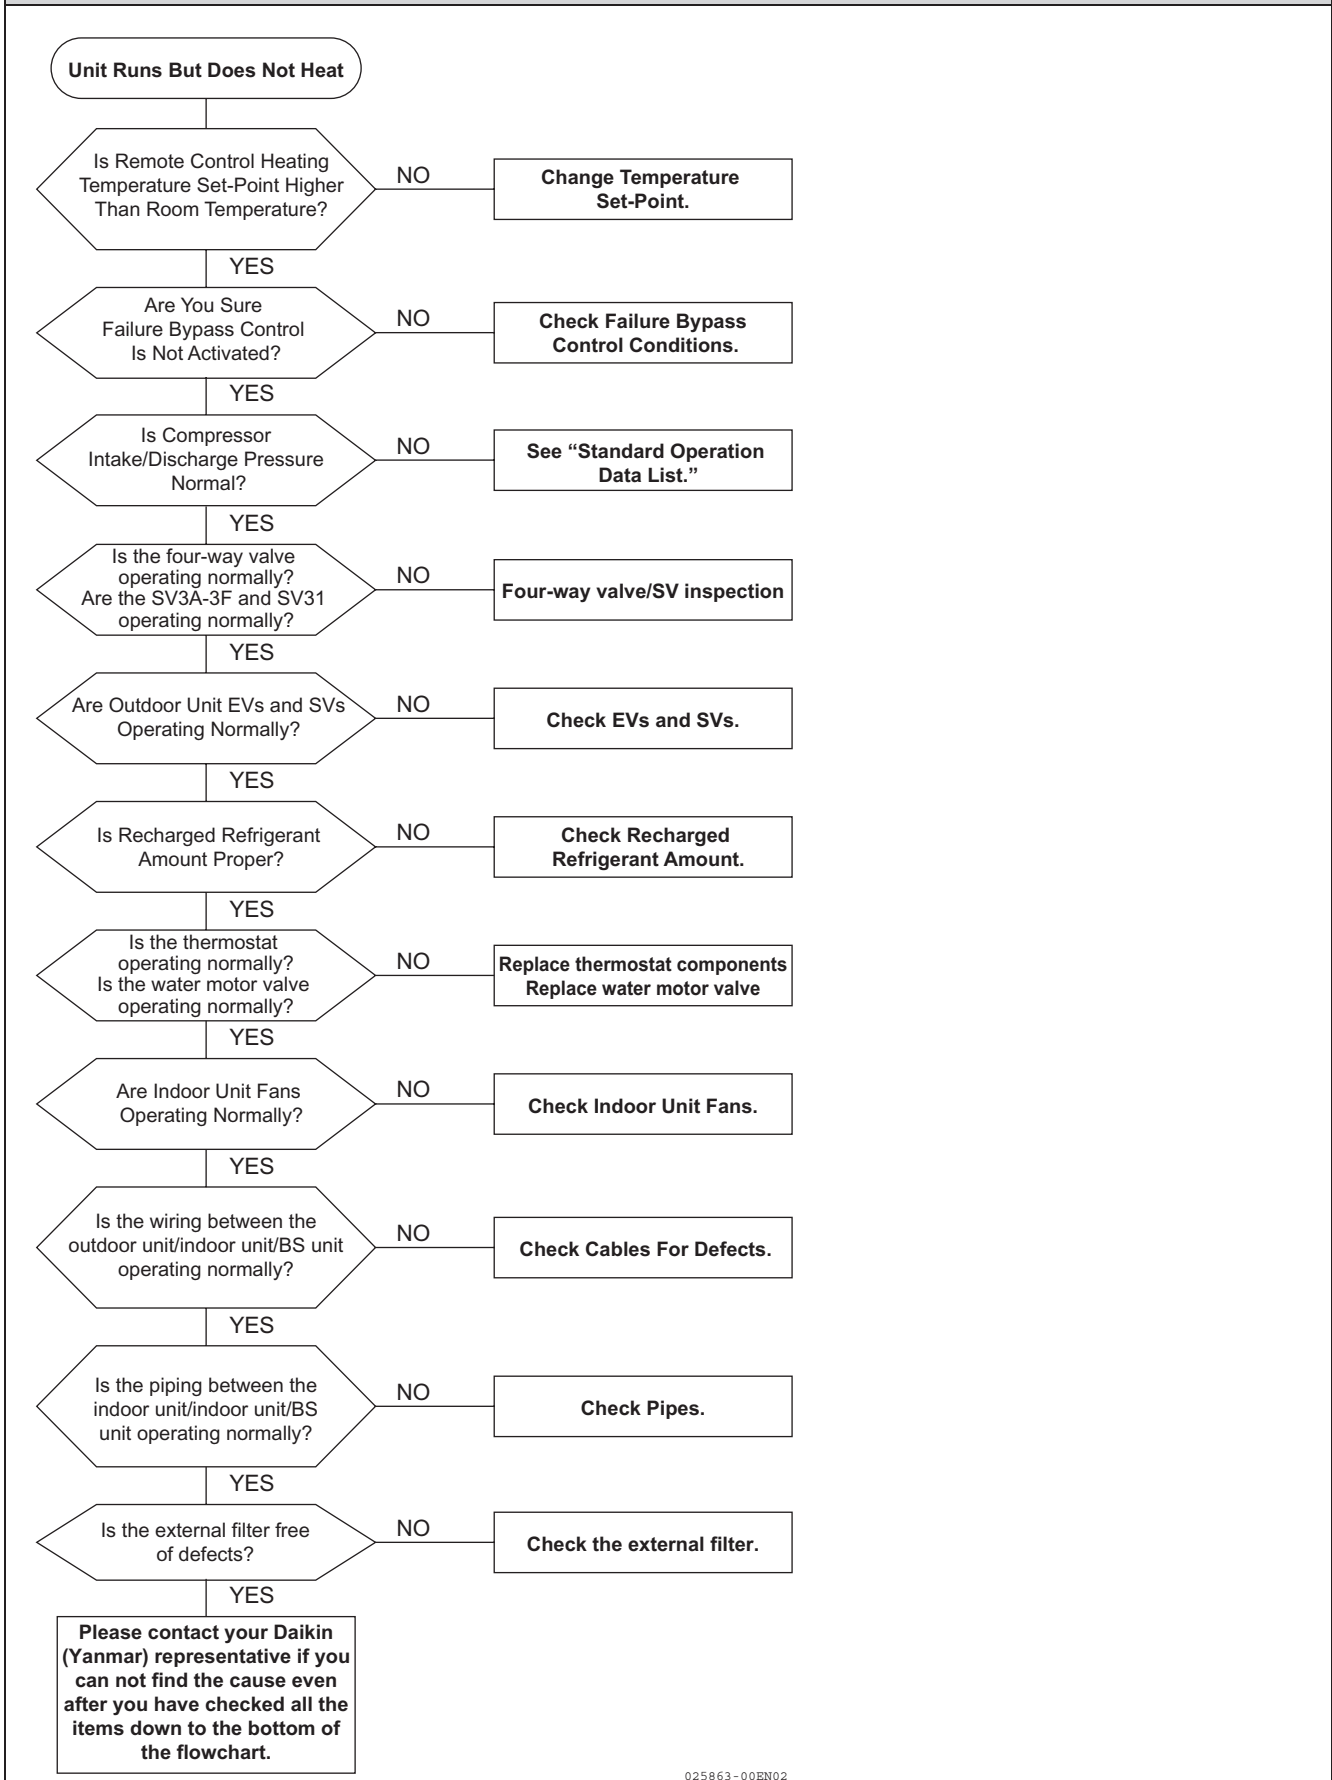 Unit Runs But Does Not Heat
Is Remote Control Heating
Temperature Set-Point Higher
Than Room Temperature?
NO
Change Temperature
Set-Point.
YES
Are You Sure
Failure Bypass Control
Is Not Activated?
NO
Check Failure Bypass
Control Conditions.
YES
Is Compressor
Intake/Discharge Pressure
Normal?
NO
See “Standard Operation
Data List.”
YES
Is the four-way valve
operating normally?
Are the SV3A-3F and SV31
operating normally?
NO
Four-way valve/SV inspection
YES
Are Outdoor Unit EVs and SVs
Operating Normally?
NO
Check EVs and SVs.
YES
Is Recharged Refrigerant
Amount Proper?
NO
Check Recharged
Refrigerant Amount.
YES
Is the thermostat
operating normally?
Is the water motor valve
operating normally?
NO
Replace thermostat components
Replace water motor valve
YES
Are Indoor Unit Fans
Operating Normally?
NO
Check Indoor Unit Fans.
YES
Is the wiring between the
outdoor unit/indoor unit/BS unit
operating normally?
NO
Check Cables For Defects.
YES
Is the piping between the
indoor unit/indoor unit/BS
unit operating normally?
NO
Check Pipes.
YES
Is the external filter free
of defects?
NO
Check the external filter.
YES
Please contact your Daikin
(Yanmar) representative if you
can not find the cause even
after you have checked all the
items down to the bottom of
the flowchart.
025863-00EN02